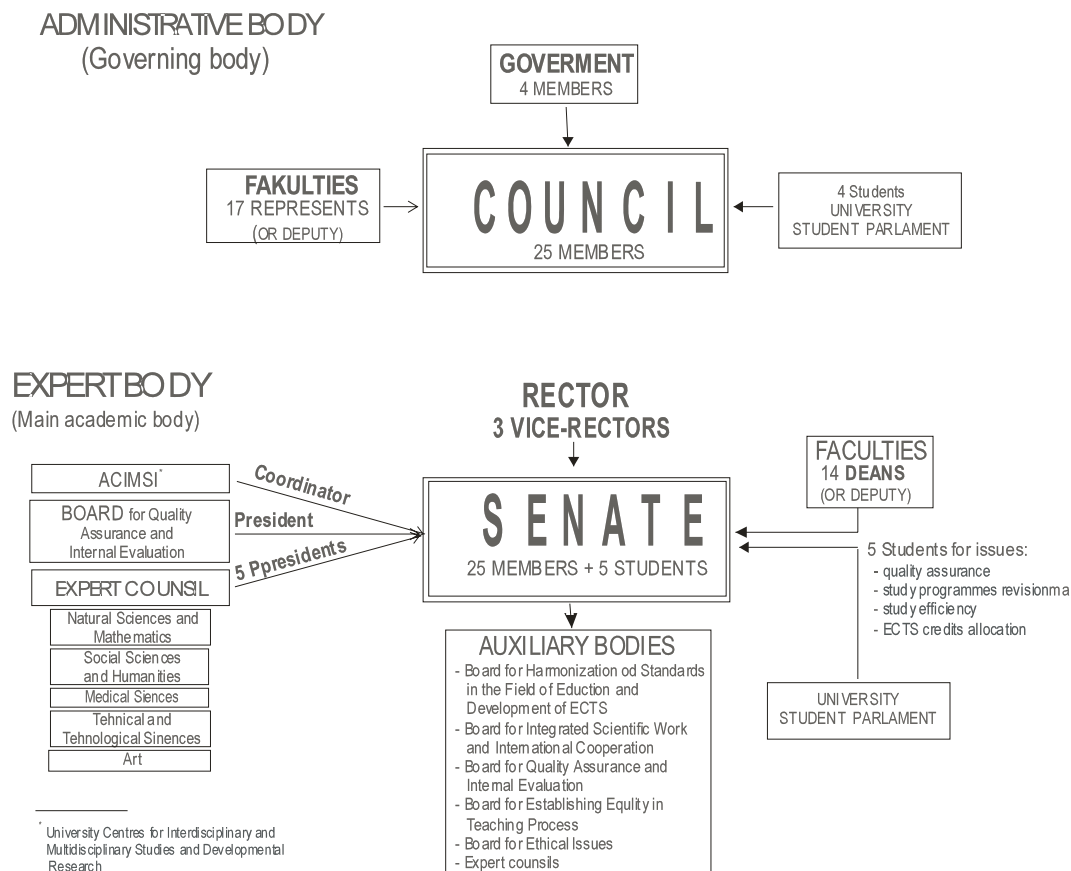 ADMINISTRATIVE BODY
(Governing body)
GOVERMENT
4 MEMBERS
FAKULTIES
17 REPRESENTS
(OR DEPUTY)
COUNCIL
25 MEMBERS
4 Students
UNIVERSITY
STUDENT PARLAMENT
EXPERT BODY
(Main academic body)
RECTOR
3 VICE-RECTORS
ACIMSI*
BOARD for Quality
Assurance and
Internal Evaluation
EXPERT COUNSIL
Natural Sciences and
Mathematics
Social Sciences
and Humanities
Medical Siences
Tehnical and
Tehnological Sinences
Art
Coordinator
President
5 Ppresidents
SENATE
25 MEMBERS + 5 STUDENTS
FACULTIES
14 DEANS
(OR DEPUTY)
5 Students for issues:
- quality assurance
- study programmes revisionma
- study efficiency
- ECTS credits allocation
UNIVERSITY
STUDENT PARLAMENT
AUXILIARY BODIES
- Board for Harmonization od Standards
in the Field of Eduction and
Development of ECTS
- Board for Integrated Scientific Work
and International Cooperation
- Board for Quality Assurance and
Internal Evaluation
- Board for Establishing Equlity in
Teaching Process
- Board for Ethical Issues
- Expert counsils
* University Centres for Interdisciplinary and
Multidisciplinary Studies and Developmental
Research